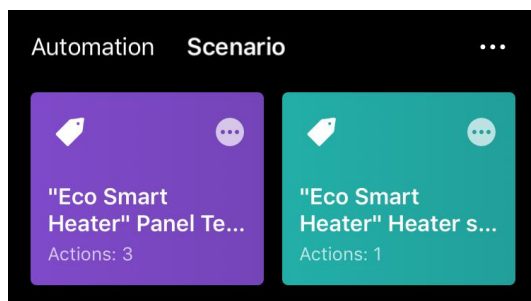 Automation Scenario
"Eco Smart
Heater" Panel Te...
Actions: 3
"Eco Smart
Heater" Heater s...
Actions: 1